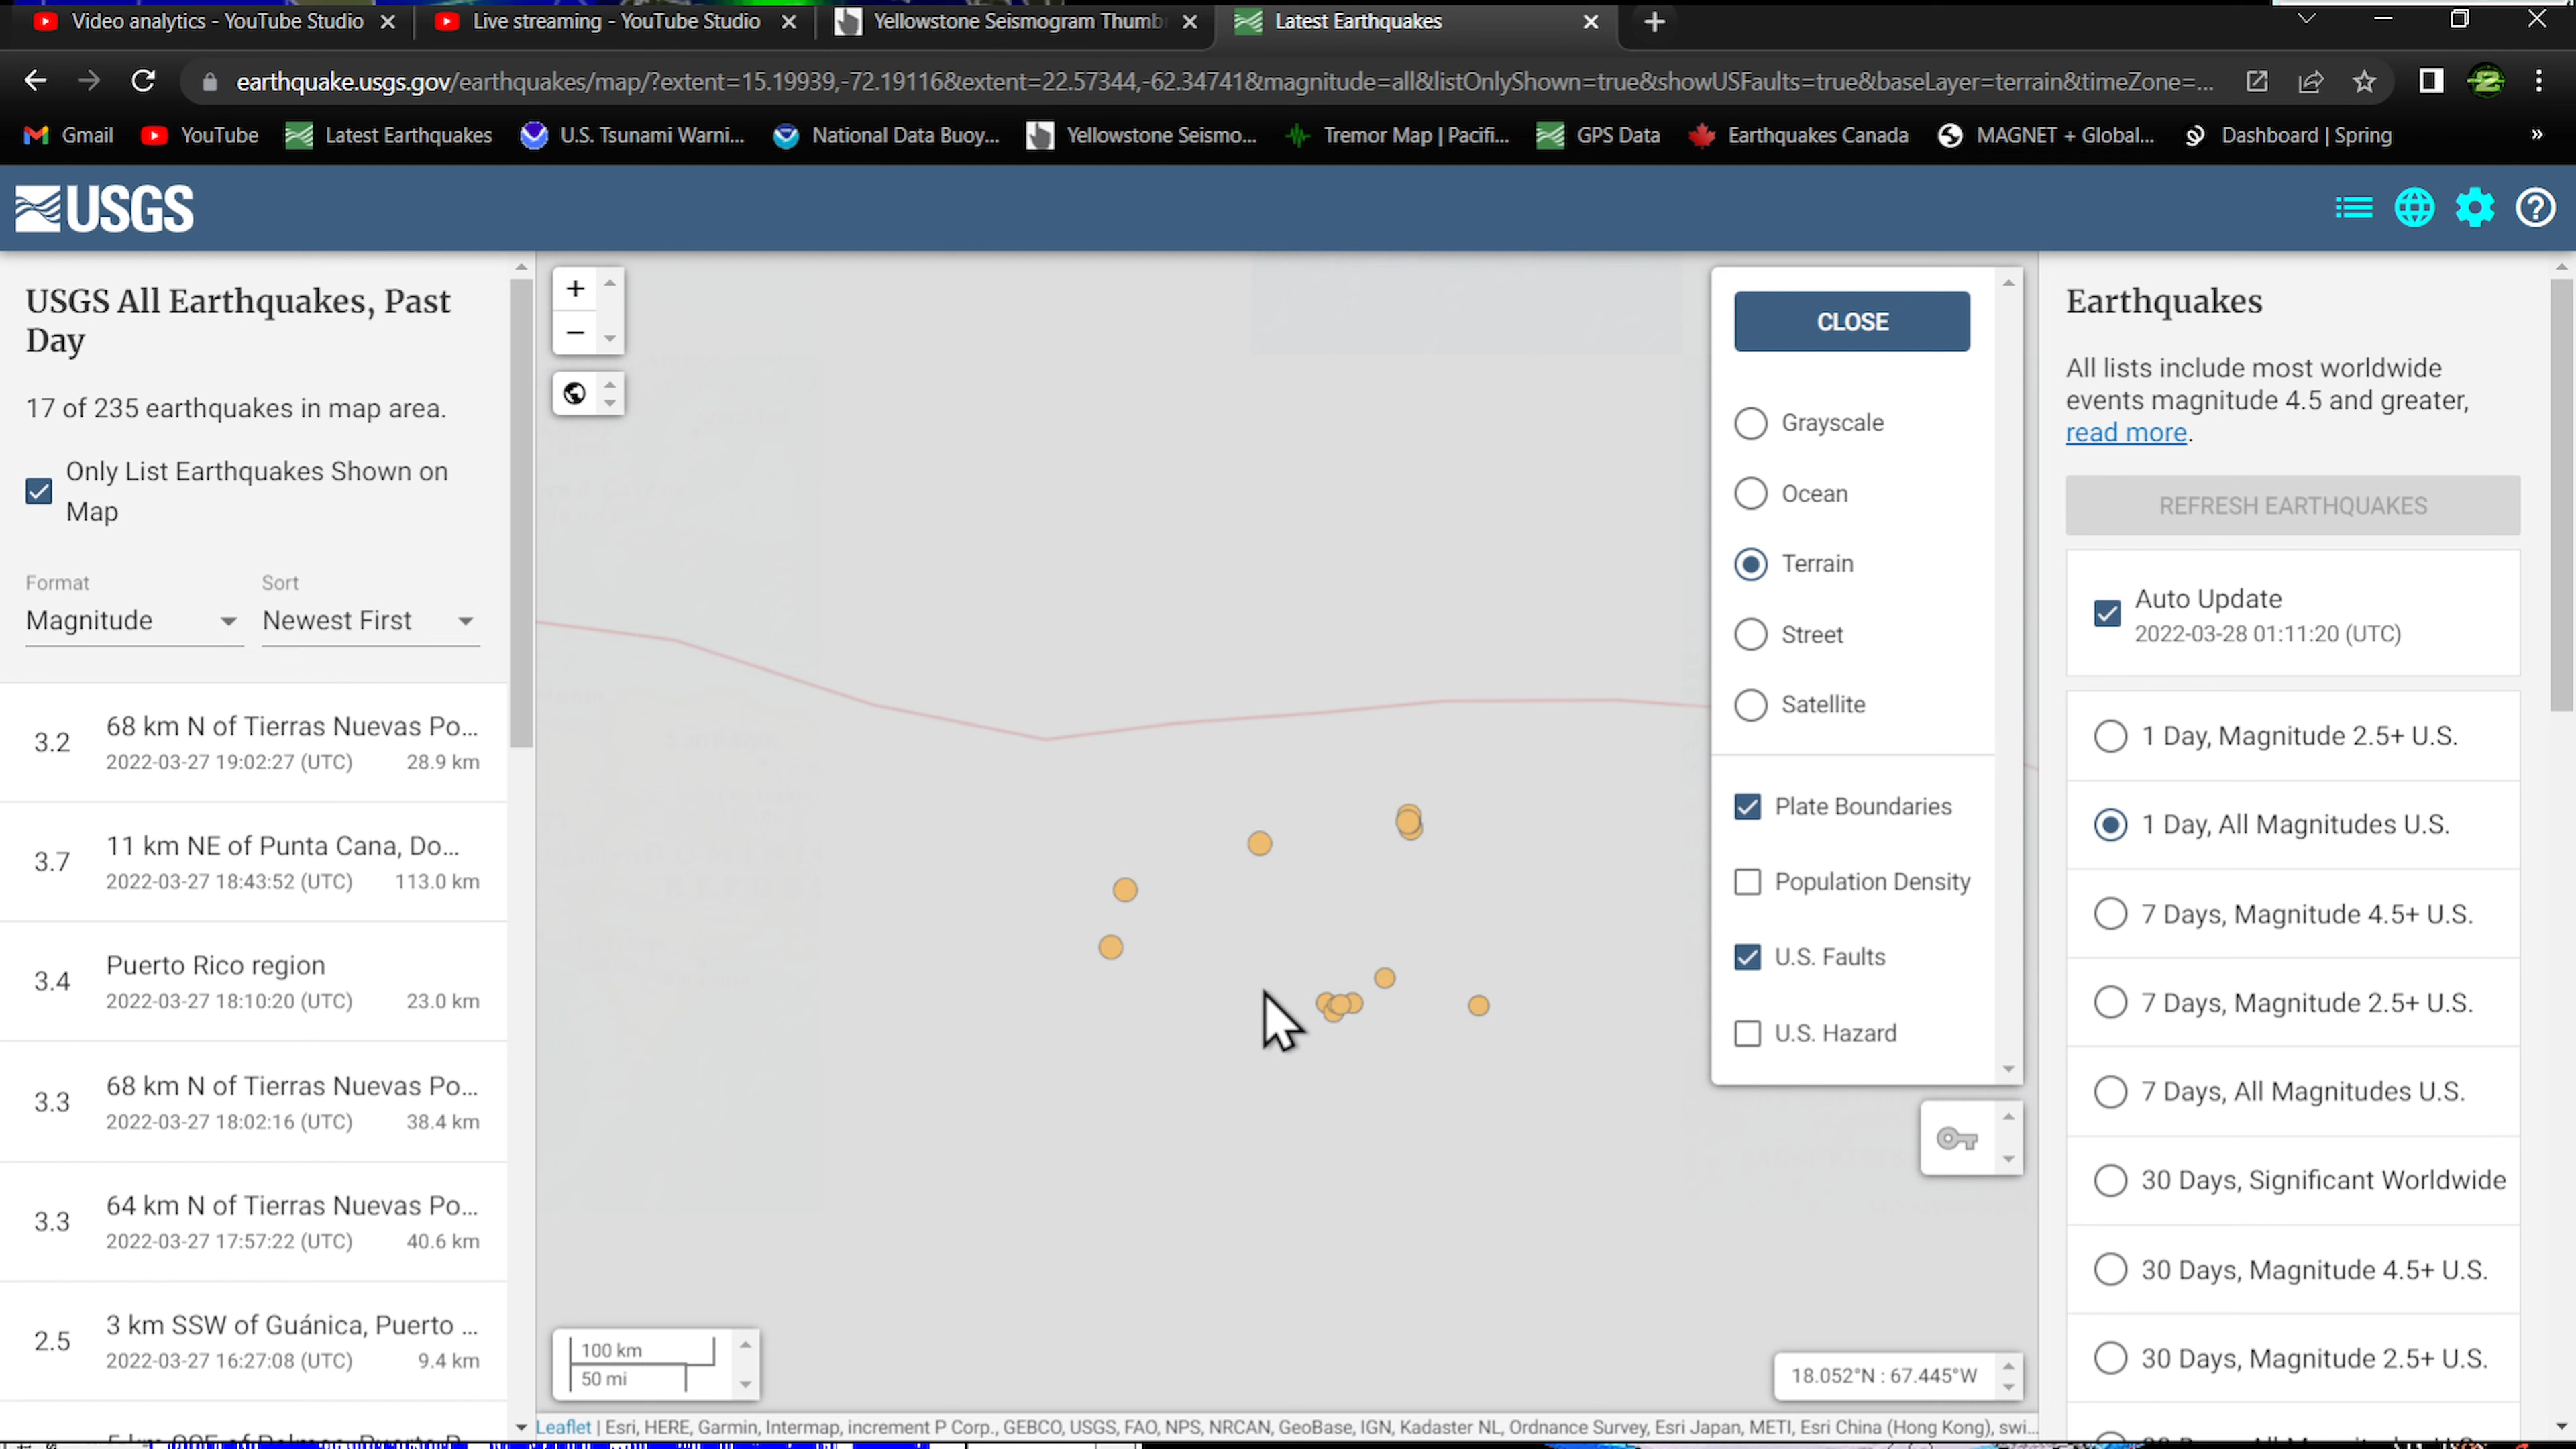 Video analytics - YouTube Studio
Live streaming - YouTube Studio
Yellowstone Seismogram Thumb
Latest Earthquakes
earthquake.usgs.gov/earthquakes/map/?extent=15.19939,-72.19116&extent=22.57344,-62.34741&magnitude=all&listOnlyShown=true&showUSFaults=true&baseLayer=terrain&timeZone=...
Gmail
YouTube
Latest Earthquakes
U.S. Tsunami Warni...
National Data Buoy...
Yellowstone Seismo...
Tremor Map | Pacifi...
GPS Data
Earthquakes Canada
MAGNET + Global...
Dashboard | Spring
»
USGS
USGS All Earthquakes, Past
Day
17 of 235 earthquakes in map area.
Only List Earthquakes Shown on
Map
Format
Sort
Magnitude
Newest First
3.2
68 km N of Tierras Nuevas Po...
2022-03-27 19:02:27 (UTC)
28.9 km
3.7
11 km NE of Punta Cana, Do...
2022-03-27 18:43:52 (UTC)
113.0 km
3.4
Puerto Rico region
2022-03-27 18:10:20 (UTC)
23.0 km
3.3
68 km N of Tierras Nuevas Po...
2022-03-27 18:02:16 (UTC)
38.4 km
3.3
64 km N of Tierras Nuevas Po...
2022-03-27 17:57:22 (UTC)
40.6 km
2.5
3 km SSW of Guánica, Puerto ...
2022-03-27 16:27:08 (UTC)
9.4 km
+
−
100 km
50 mi
CLOSE
Grayscale
Ocean
Terrain
Street
Satellite
Plate Boundaries
Population Density
U.S. Faults
U.S. Hazard
18.052°N : 67.445°W
Leaflet | Esri, HERE, Garmin, Intermap, increment P Corp., GEBCO, USGS, FAO, NPS, NRCAN, GeoBase, IGN, Kadaster NL, Ordnance Survey, Esri Japan, METI, Esri China (Hong Kong), swi...
Earthquakes
All lists include most worldwide
events magnitude 4.5 and greater,
read more.
REFRESH EARTHQUAKES
Auto Update
2022-03-28 01:11:20 (UTC)
1 Day, Magnitude 2.5+ U.S.
1 Day, All Magnitudes U.S.
7 Days, Magnitude 4.5+ U.S.
7 Days, Magnitude 2.5+ U.S.
7 Days, All Magnitudes U.S.
30 Days, Significant Worldwide
30 Days, Magnitude 4.5+ U.S.
30 Days, Magnitude 2.5+ U.S.